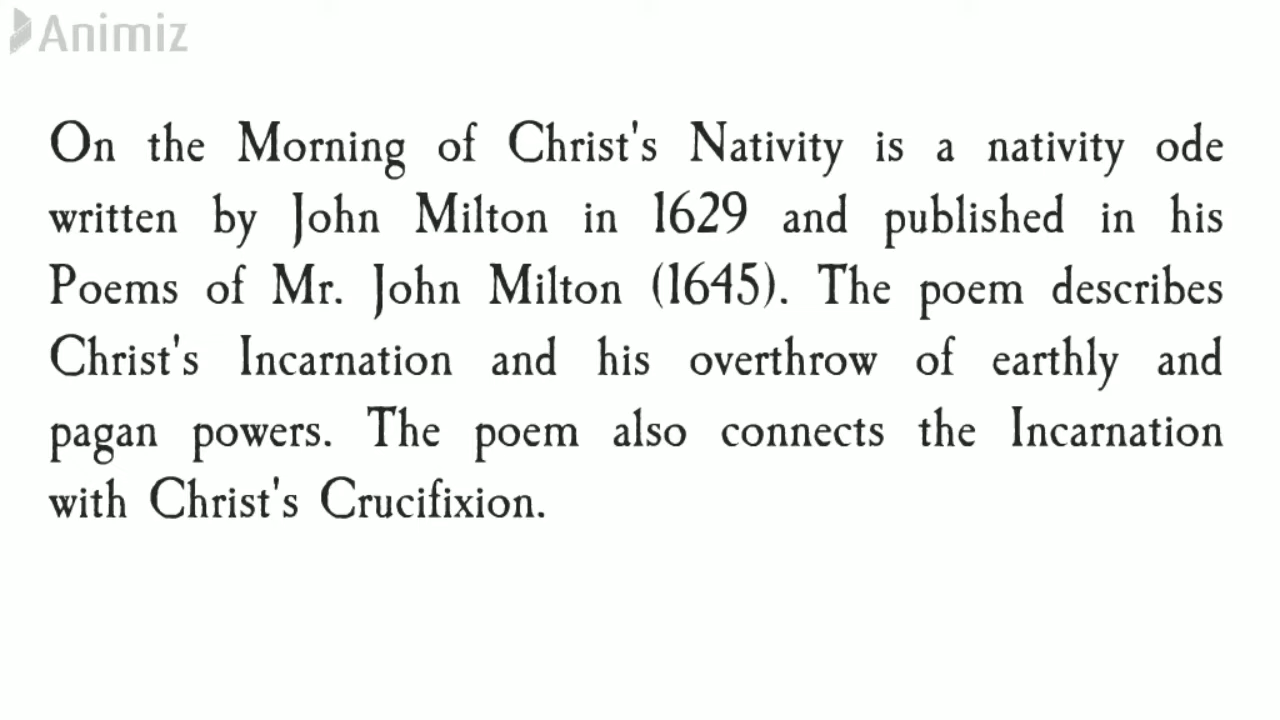 Animiz
On the Morning of Christ's Nativity is a nativity ode
written by John Milton in 1629 and published in his
Poems of Mr. John Milton (1645). The poem describes
Christ's Incarnation and his overthrow of earthly and
pagan powers. The poem also connects the Incarnation
with Christ's Crucifixion.